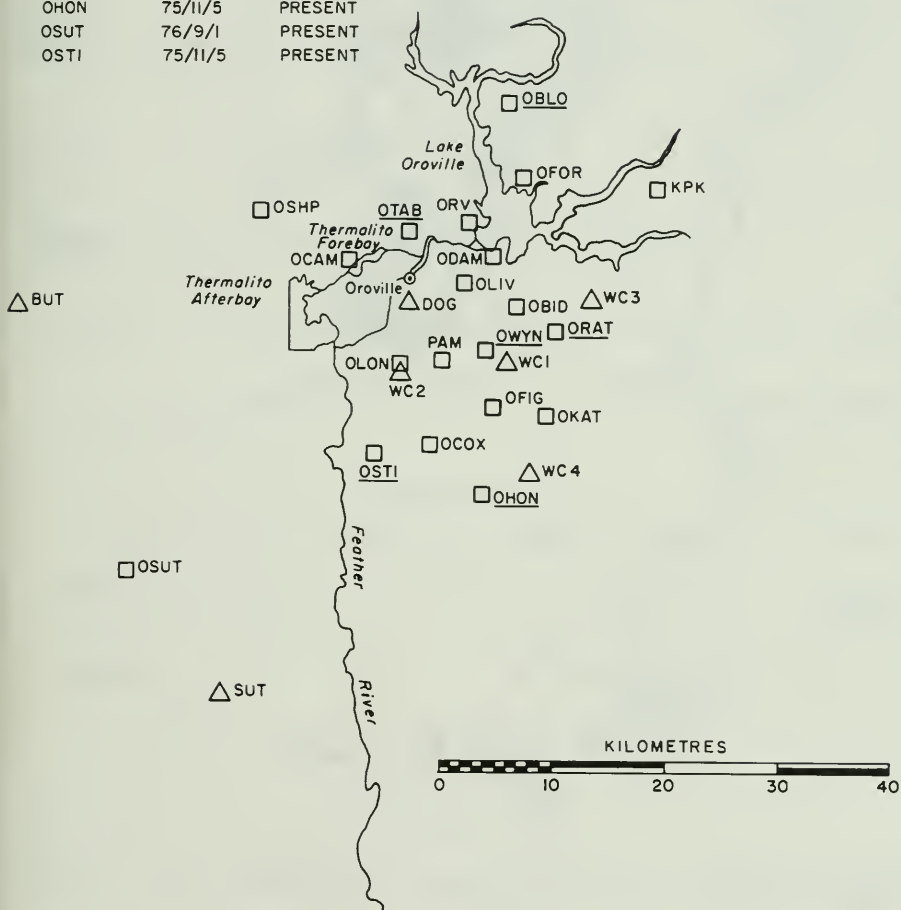 OHON 75/11/5 PRESENT
OSUT 76/9/1 PRESENT
OSTI 75/11/5 PRESENT
OBLO
Lake
Oroville
OFOR
KPK
OSHP
OTAB
ORV
Thermalito
Forebay
OCAM
ODAM
Thermalito
Afterbay
Oroville
OLIV
BUT
DOG
OBID
WC3
ORAT
OWYN
PAM
OLON
WC1
WC2
OFIG
OKAT
OCOX
OSTI
WC4
OHON
Feather
OSUT
River
SUT
KILOMETRES
0 10 20 30 40